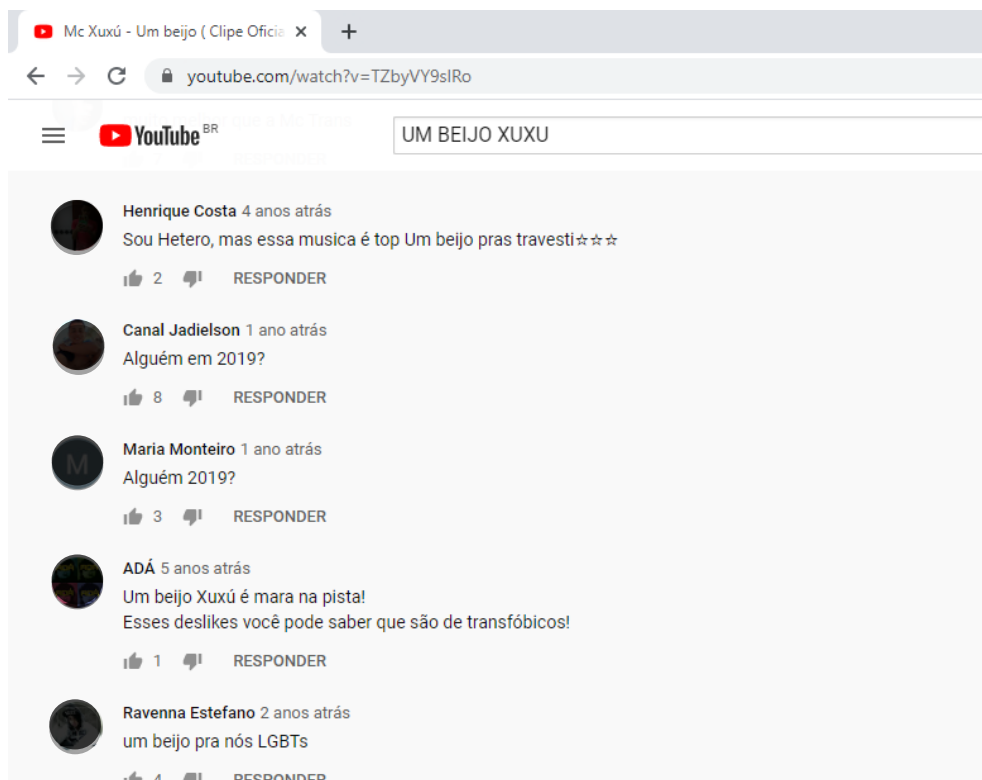 Mc Xuxú - Um beijo ( Clipe Oficia
youtube.com/watch?v=TZbyVY9sIRo
YouTube BR
UM BEIJO XUXU
Henrique Costa 4 anos atrás
Sou Hetero, mas essa musica é top Um beijo pras travesti☆☆☆
2 RESPONDER
Canal Jadielson 1 ano atrás
Alguém em 2019?
8 RESPONDER
Maria Monteiro 1 ano atrás
M
Alguém 2019?
3 RESPONDER
ADÁ 5 anos atrás
Um beijo Xuxú é mara na pista!
Esses deslikes você pode saber que são de transfóbicos!
1 RESPONDER
Ravenna Estefano 2 anos atrás
um beijo pra nós LGBTs
4 RESPONDER